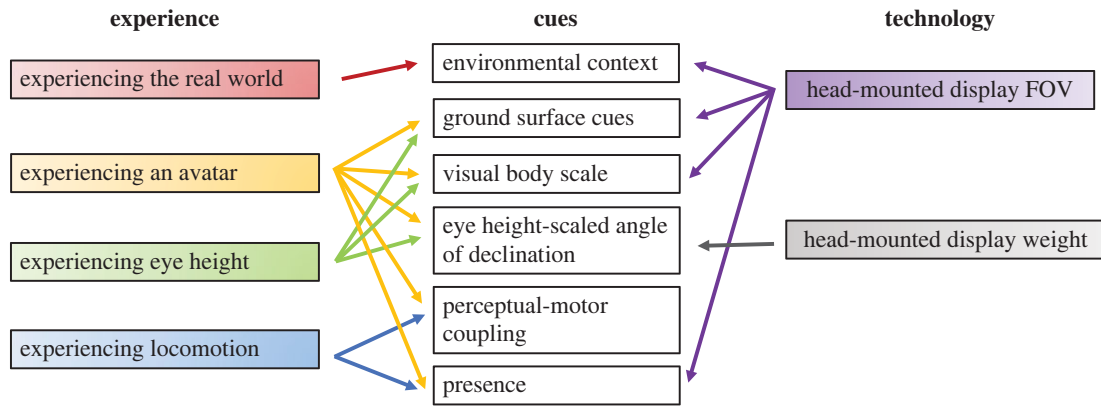 experience
cues
technology
experiencing the real world
experiencing an avatar
experiencing eye height
experiencing locomotion
environmental context
ground surface cues
visual body scale
eye height-scaled angle
of declination
perceptual-motor
coupling
presence
head-mounted display FOV
head-mounted display weight